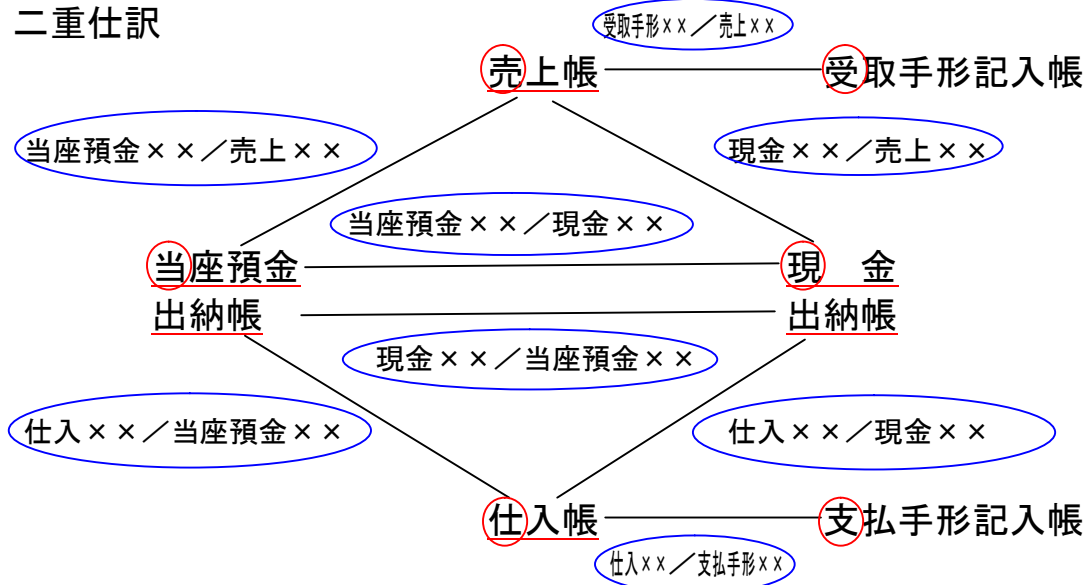 二重仕訳
受取手形××／売上××
売上帳
受取手形記入帳
当座預金××／売上××
現金××／売上××
当座預金××／現金××
当座預金
現　金
出納帳
出納帳
現金××／当座預金××
仕入××／当座預金××
仕入××／現金××
仕入帳
支払手形記入帳
仕入××／支払手形××